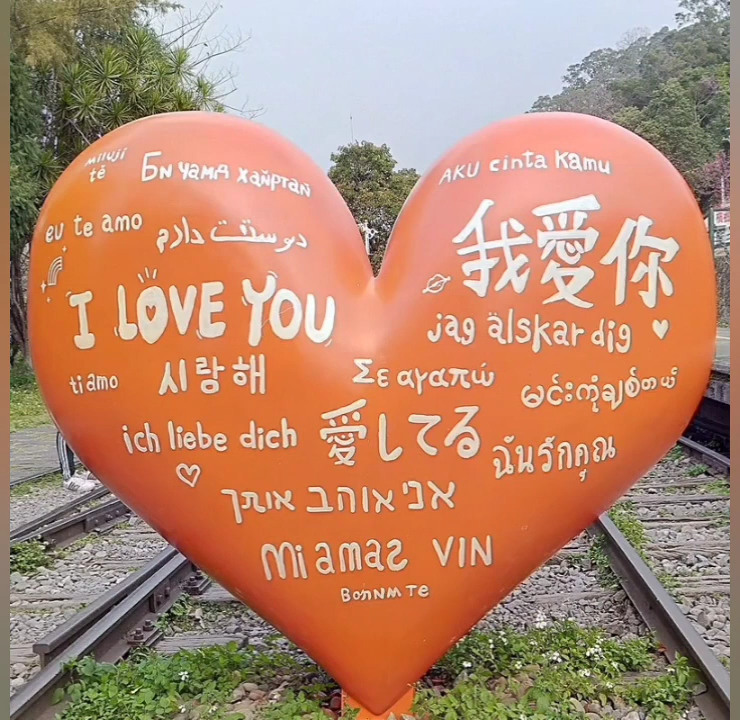 Miluji
tě
Би чамд хайртай
AKU cinta Kamu
eu te amo
دوستت دارم
我愛你
I LOVE YOU
jag älskar dig
ti amo
사랑해
Σε αγαπώ
မင်းကိုချစ်တယ်
ich liebe dich
愛してる
ฉันรักคุณ
אני אוהב אותך
Mi amas VIN